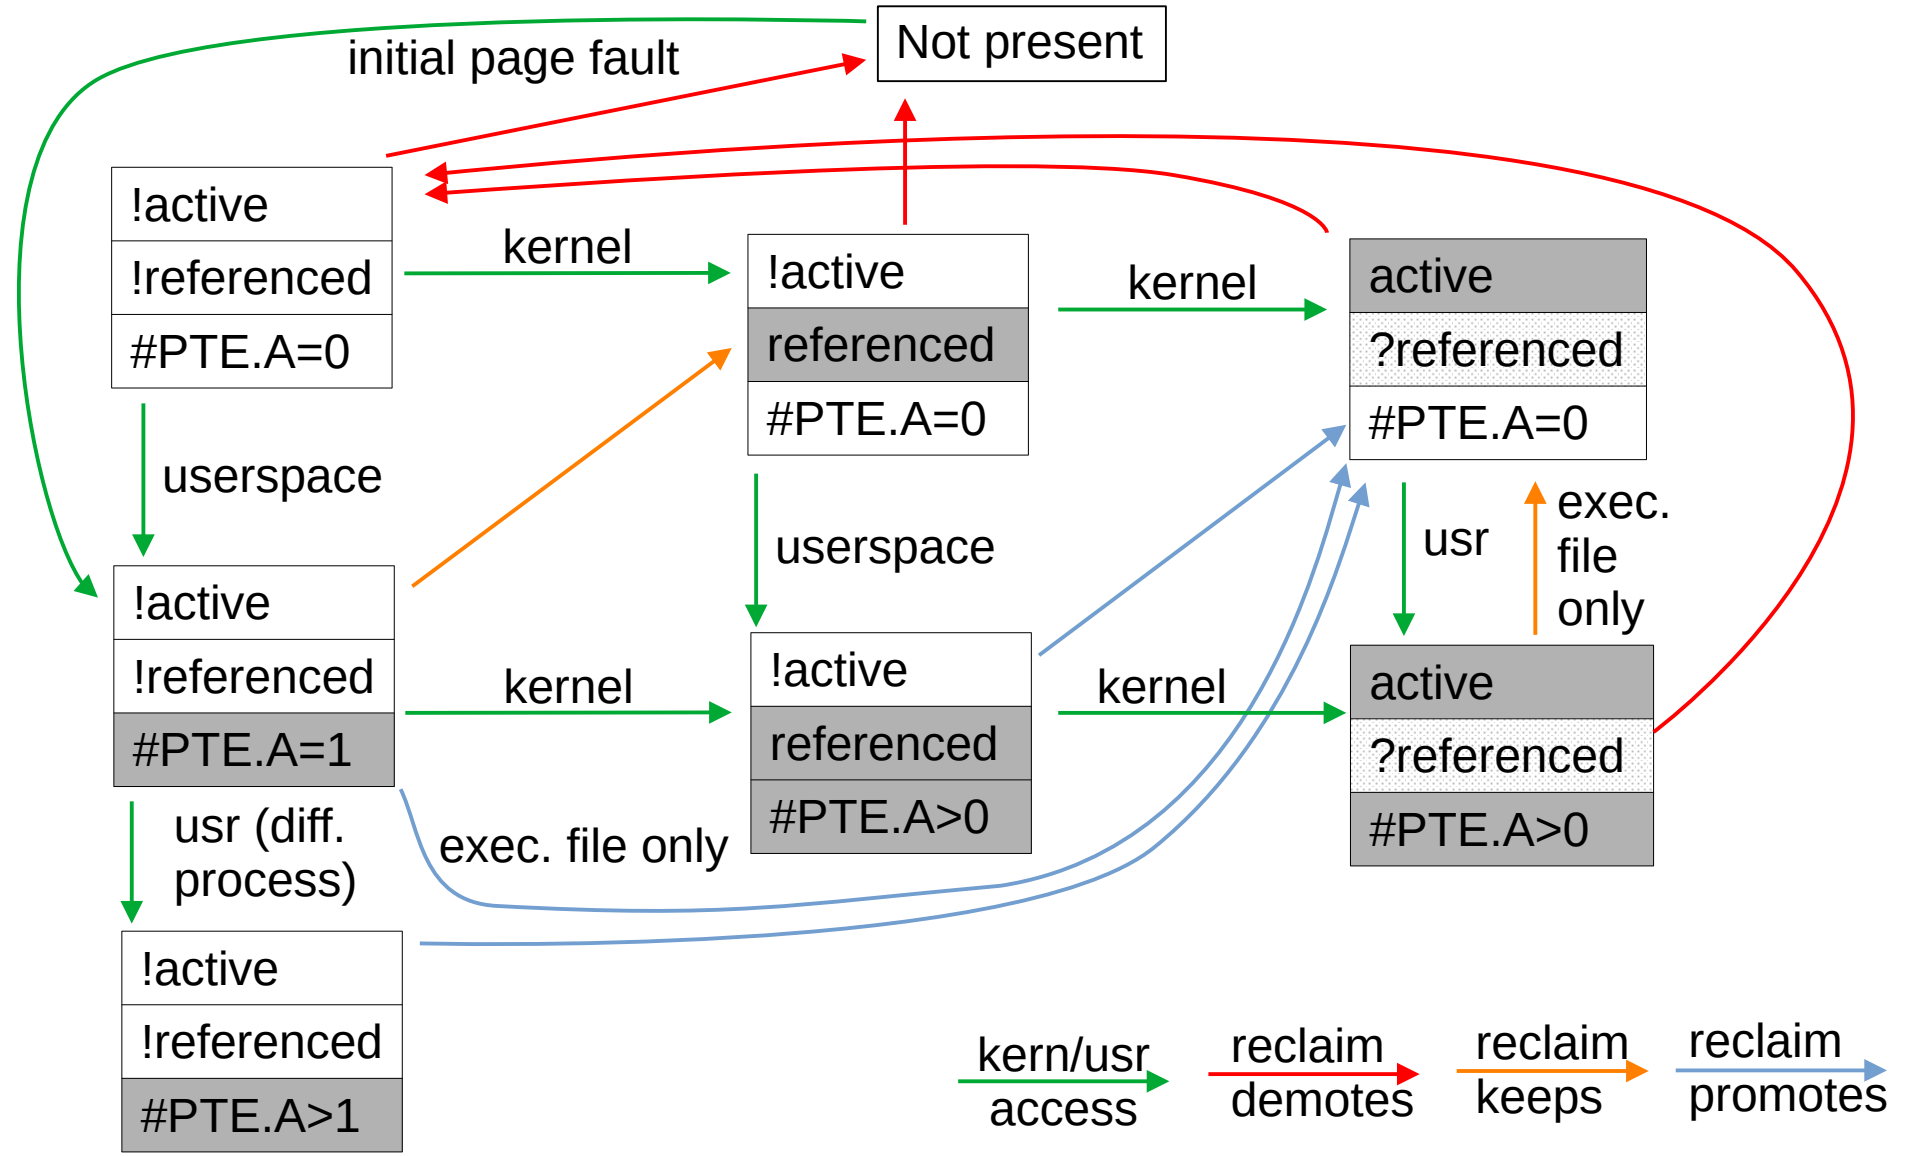 Not present
initial page fault
!active
!referenced
#PTE.A=0
kernel
!active
referenced
#PTE.A=0
kernel
active
?referenced
#PTE.A=0
userspace
userspace
usr
exec.
file
only
!active
!referenced
#PTE.A=1
kernel
!active
referenced
#PTE.A>0
kernel
active
?referenced
#PTE.A>0
usr (diff.
process)
exec. file only
!active
!referenced
#PTE.A>1
kern/usr
access
reclaim
demotes
reclaim
keeps
reclaim
promotes